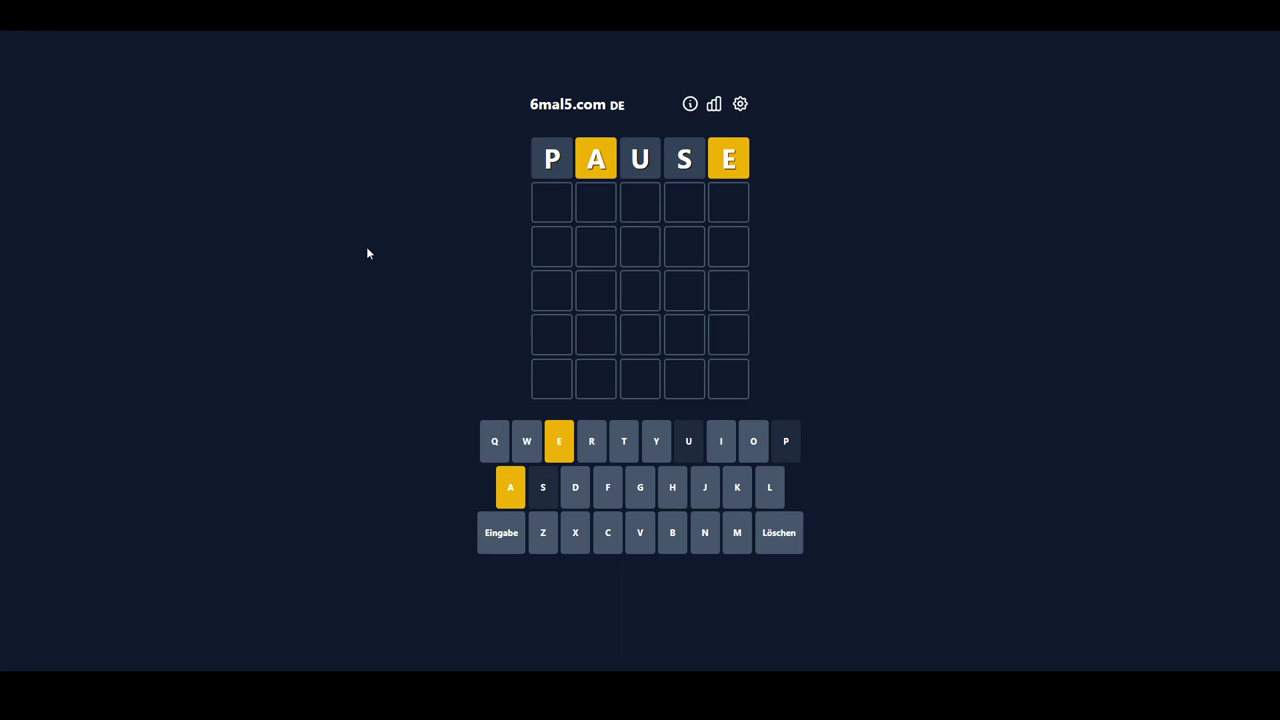 6mal5.com DE
P A U S E
Q W E R T Y U I O P
A S D F G H J K L
Eingabe Z X C V B N M Löschen